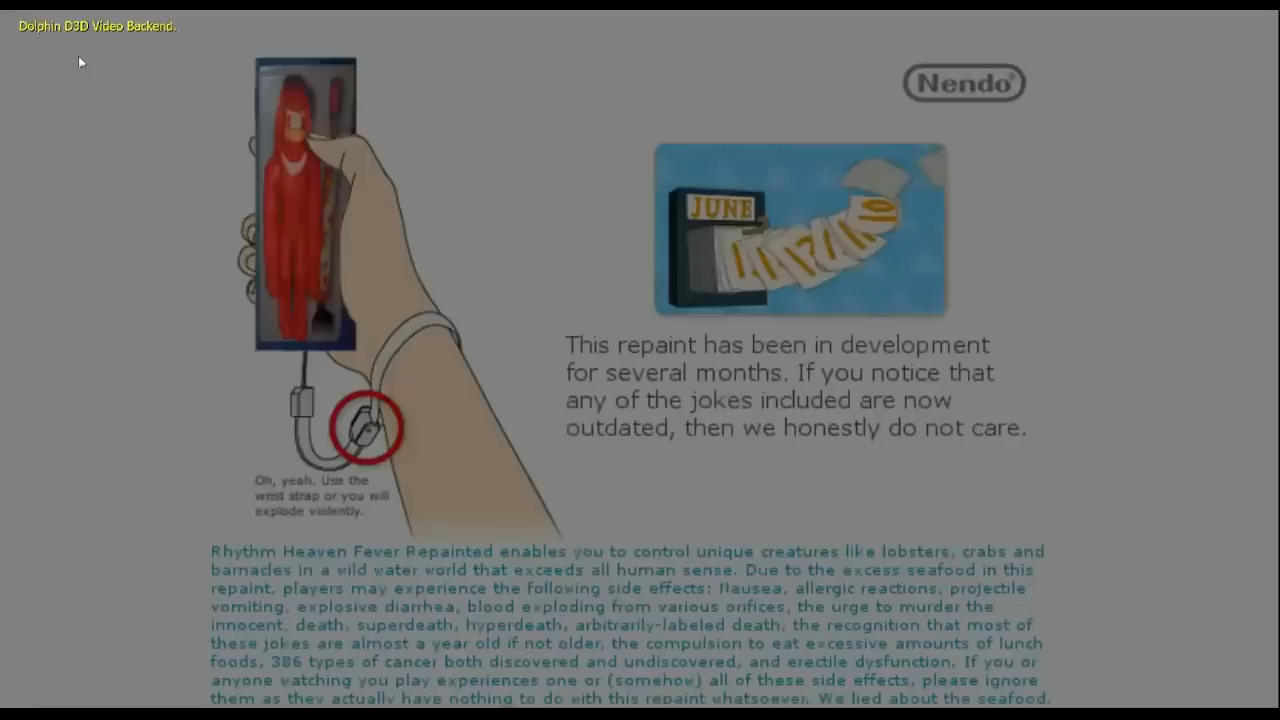 Dolphin D3D Video Backend.
Nendo®
JUNE
This repaint has been in development
for several months. If you notice that
any of the jokes included are now
outdated, then we honestly do not care.
Oh, yeah. Use the
wrist strap or you will
explode violently.
Rhythm Heaven Fever Repainted enables you to control unique creatures like lobsters, crabs and
barnacles in a wild water world that exceeds all human sense. Due to the excess seafood in this
repaint, players may experience the following side effects: Nausea, allergic reactions, projectile
vomiting, explosive diarrhea, blood exploding from various orifices, the urge to murder the
innocent, death, superdeath, hyperdeath, arbitrarily-labeled death, the recognition that most of
these jokes are almost a year old if not older, the compulsion to eat excessive amounts of lunch
foods, 386 types of cancer both discovered and undiscovered, and erectile dysfunction. If you or
anyone watching you play experiences one or (somehow) all of these side effects, please ignore
them as they actually have nothing to do with this repaint whatsoever. We lied about the seafood.